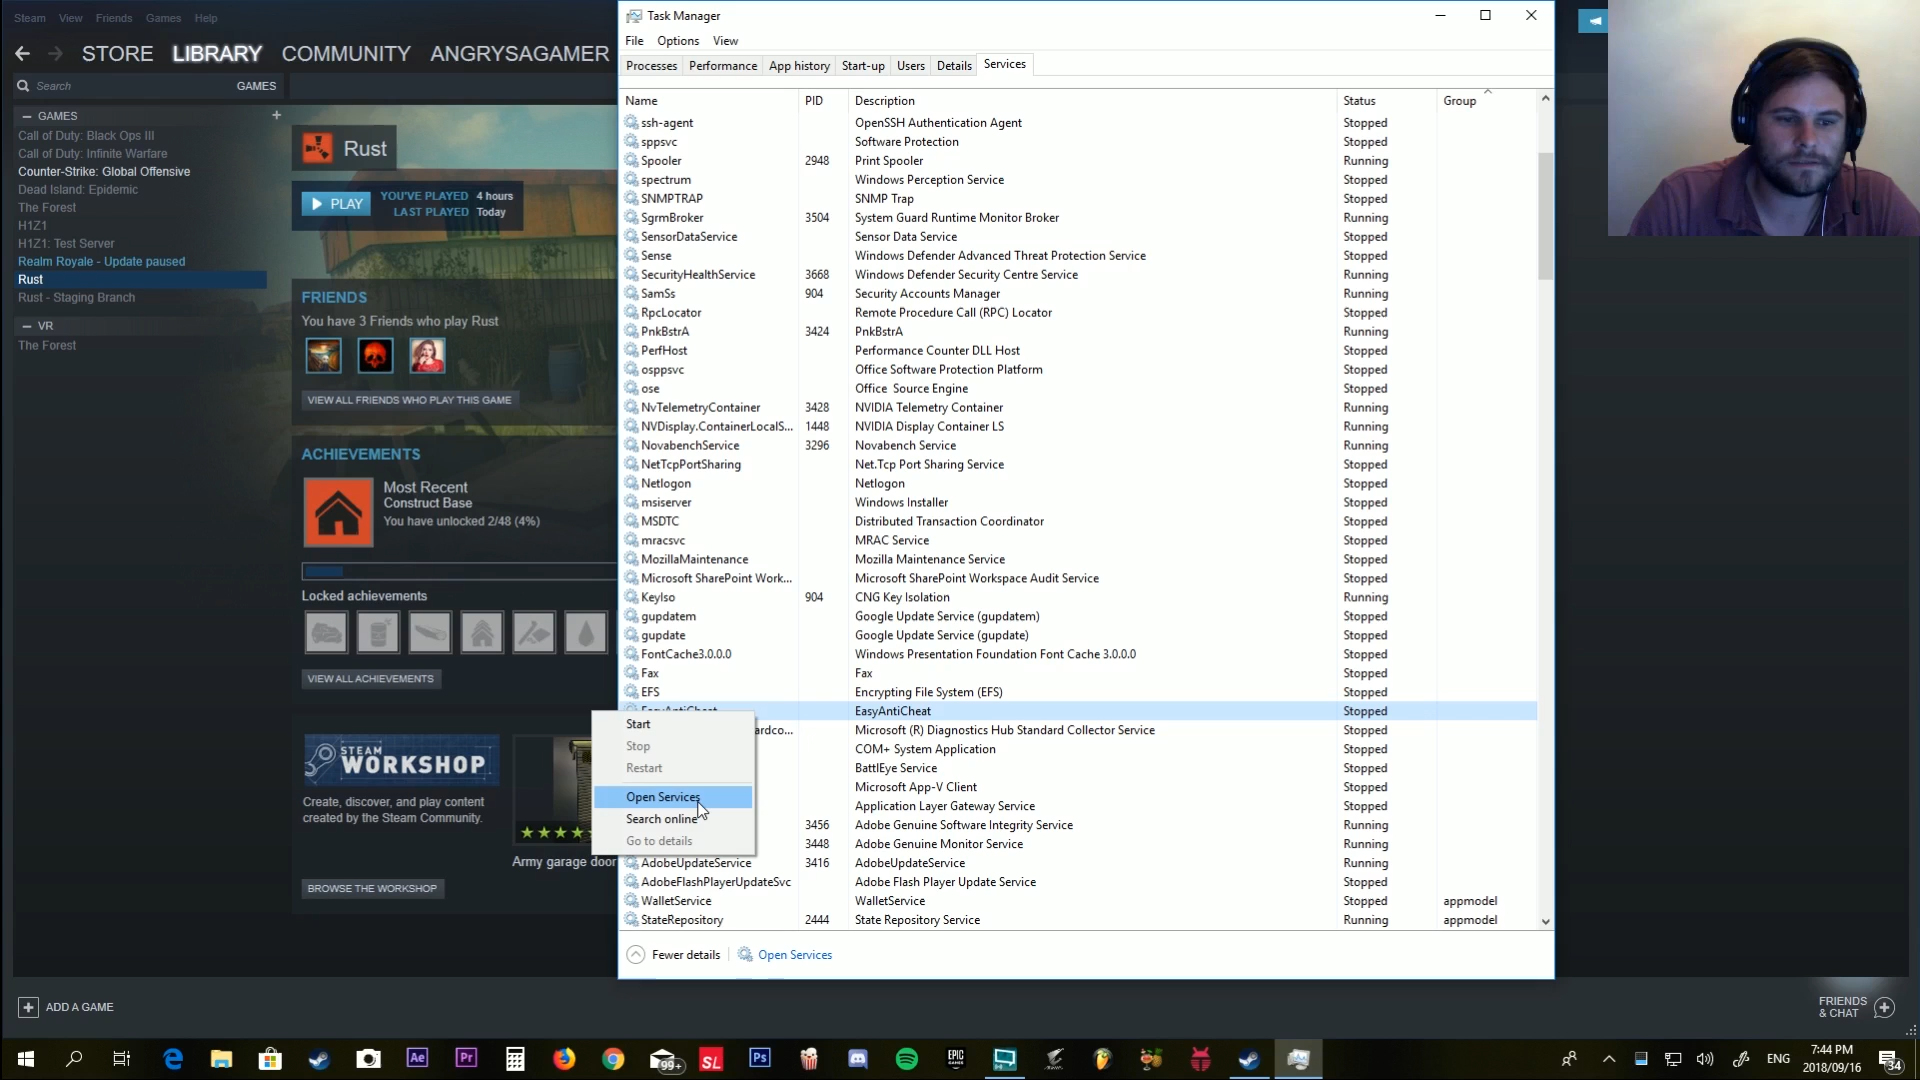 Steam View Friends Games Help
STORE LIBRARY COMMUNITY ANGRYSAGAMER
Search GAMES
GAMES
Call of Duty: Black Ops III
Call of Duty: Infinite Warfare
Counter-Strike: Global Offensive
Dead Island: Epidemic
The Forest
H1Z1
H1Z1: Test Server
Realm Royale - Update paused
Rust
Rust - Staging Branch
VR
The Forest
Rust
PLAY
YOU'VE PLAYED 4 hours
LAST PLAYED Today
FRIENDS
You have 3 Friends who play Rust
VIEW ALL FRIENDS WHO PLAY THIS GAME
ACHIEVEMENTS
Most Recent
Construct Base
You have unlocked 2/48 (4%)
Locked achievements
VIEW ALL ACHIEVEMENTS
STEAM
WORKSHOP
Create, discover, and play content
created by the Steam Community.
Army garage door
BROWSE THE WORKSHOP
Task Manager
File Options View
Processes Performance App history Start-up Users Details Services
Name PID Description Status Group
ssh-agent OpenSSH Authentication Agent Stopped
sppsvc Software Protection Stopped
Spooler 2948 Print Spooler Running
spectrum Windows Perception Service Stopped
SNMPTRAP SNMP Trap Stopped
SgrmBroker 3504 System Guard Runtime Monitor Broker Running
SensorDataService Sensor Data Service Stopped
Sense Windows Defender Advanced Threat Protection Service Stopped
SecurityHealthService 3668 Windows Defender Security Centre Service Running
SamSs 904 Security Accounts Manager Running
RpcLocator Remote Procedure Call (RPC) Locator Stopped
PnkBstrA 3424 PnkBstrA Running
PerfHost Performance Counter DLL Host Stopped
osppsvc Office Software Protection Platform Stopped
ose Office  Source Engine Stopped
NvTelemetryContainer 3428 NVIDIA Telemetry Container Running
NVDisplay.ContainerLocalS... 1448 NVIDIA Display Container LS Running
NovabenchService 3296 Novabench Service Running
NetTcpPortSharing Net.Tcp Port Sharing Service Stopped
Netlogon Netlogon Stopped
msiserver Windows Installer Stopped
MSDTC Distributed Transaction Coordinator Stopped
mracsvc MRAC Service Stopped
MozillaMaintenance Mozilla Maintenance Service Stopped
Microsoft SharePoint Work... Microsoft SharePoint Workspace Audit Service Stopped
KeyIso 904 CNG Key Isolation Running
gupdatem Google Update Service (gupdatem) Stopped
gupdate Google Update Service (gupdate) Stopped
FontCache3.0.0.0 Windows Presentation Foundation Font Cache 3.0.0.0 Stopped
Fax Fax Stopped
EFS Encrypting File System (EFS) Stopped
EasyAntiCheat EasyAntiCheat Stopped
ardco... Microsoft (R) Diagnostics Hub Standard Collector Service Stopped
COM+ System Application Stopped
BattlEye Service Stopped
Microsoft App-V Client Stopped
Application Layer Gateway Service Stopped
3456 Adobe Genuine Software Integrity Service Running
3448 Adobe Genuine Monitor Service Running
AdobeUpdateService 3416 AdobeUpdateService Running
AdobeFlashPlayerUpdateSvc Adobe Flash Player Update Service Stopped
WalletService WalletService Stopped appmodel
StateRepository 2444 State Repository Service Running appmodel
Start
Stop
Restart
Open Services
Search online
Go to details
Fewer details Open Services
ADD A GAME
FRIENDS
& CHAT
Ae Pr 99+ SL Ps EPIC GAMES
ENG
7:44 PM
2018/09/16
34